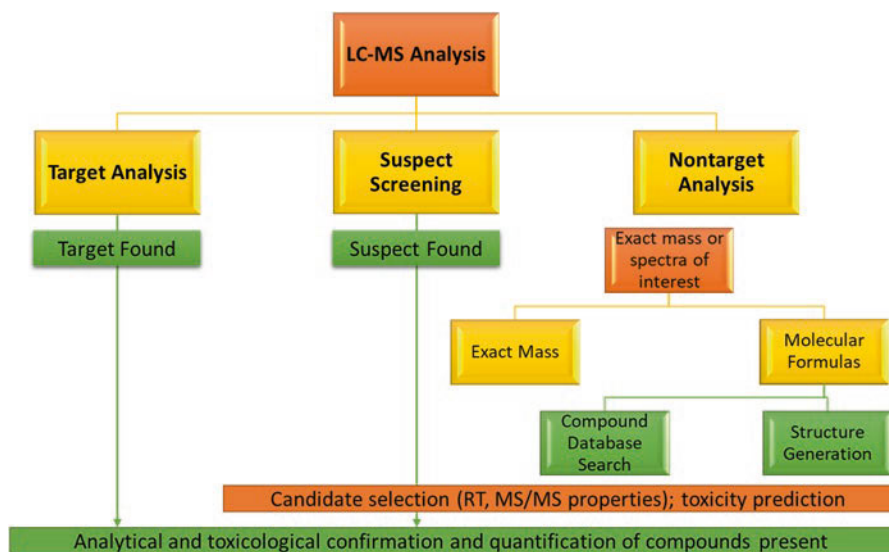 LC-MS Analysis
Target Analysis
Suspect
Screening
Nontarget
Analysis
Target Found
Suspect Found
Exact mass or
spectra of
interest
Exact Mass
Molecular
Formulas
Compound
Database
Search
Structure
Generation
Candidate selection (RT, MS/MS properties); toxicity prediction
Analytical and toxicological confirmation and quantification of compounds present